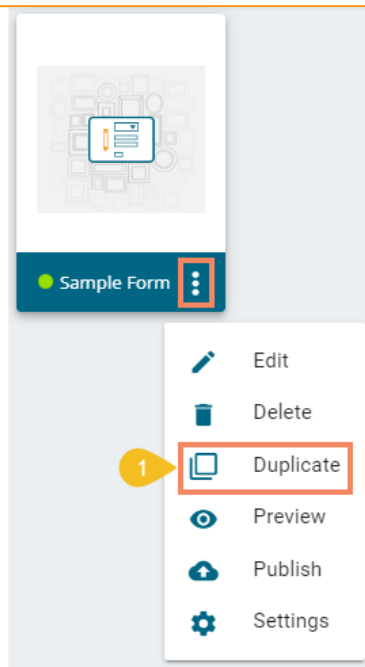 Sample Form
Edit
Delete
1 Duplicate
Preview
Publish
Settings